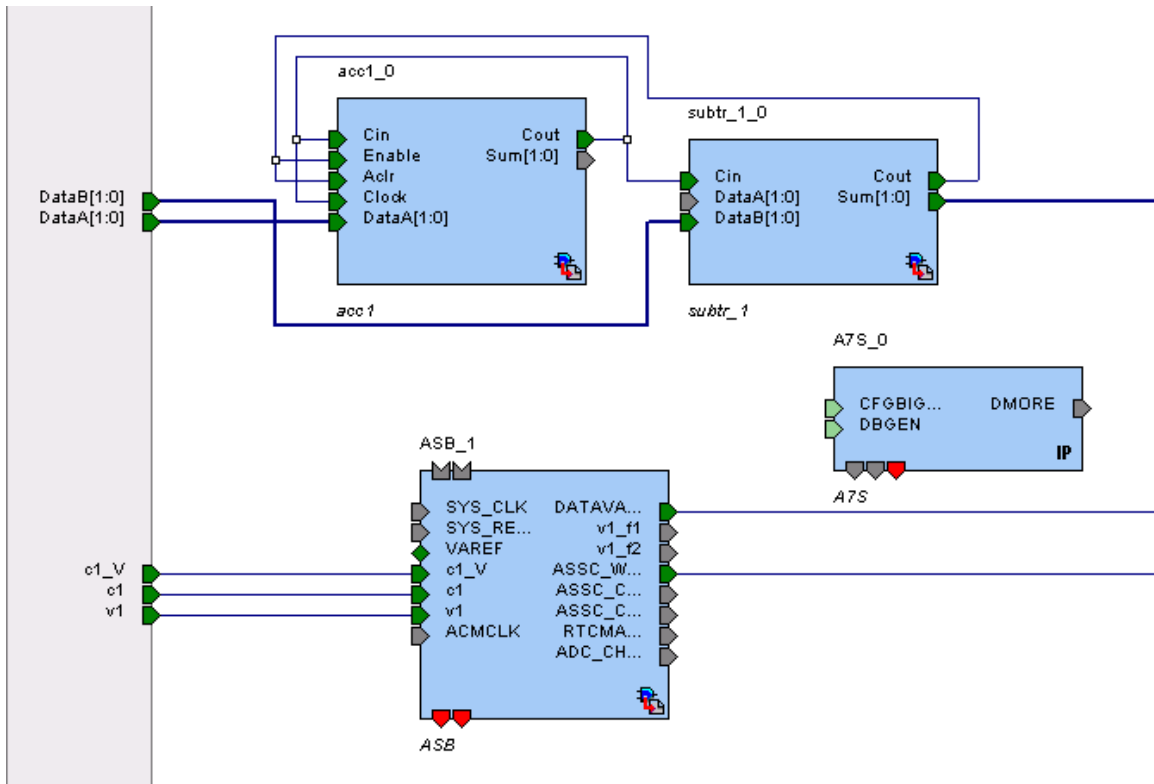 DataB[1:0]
DataA[1:0]
c1_V
c1
v1
acc1_0
Cin
Enable
Aclr
Clock
DataA[1:0]
Cout
Sum[1:0]
acc1
subtr_1_0
Cin
DataA[1:0]
DataB[1:0]
Cout
Sum[1:0]
subtr_1
A7S_0
CFGBIG...
DBGEN
DMORE
IP
A7S
ASB_1
SYS_CLK
SYS_RE...
VAREF
c1_V
c1
v1
ACMCLK
DATAVA...
v1_f1
v1_f2
ASSC_W...
ASSC_C...
ASSC_C...
RTCMA...
ADC_CH...
ASB